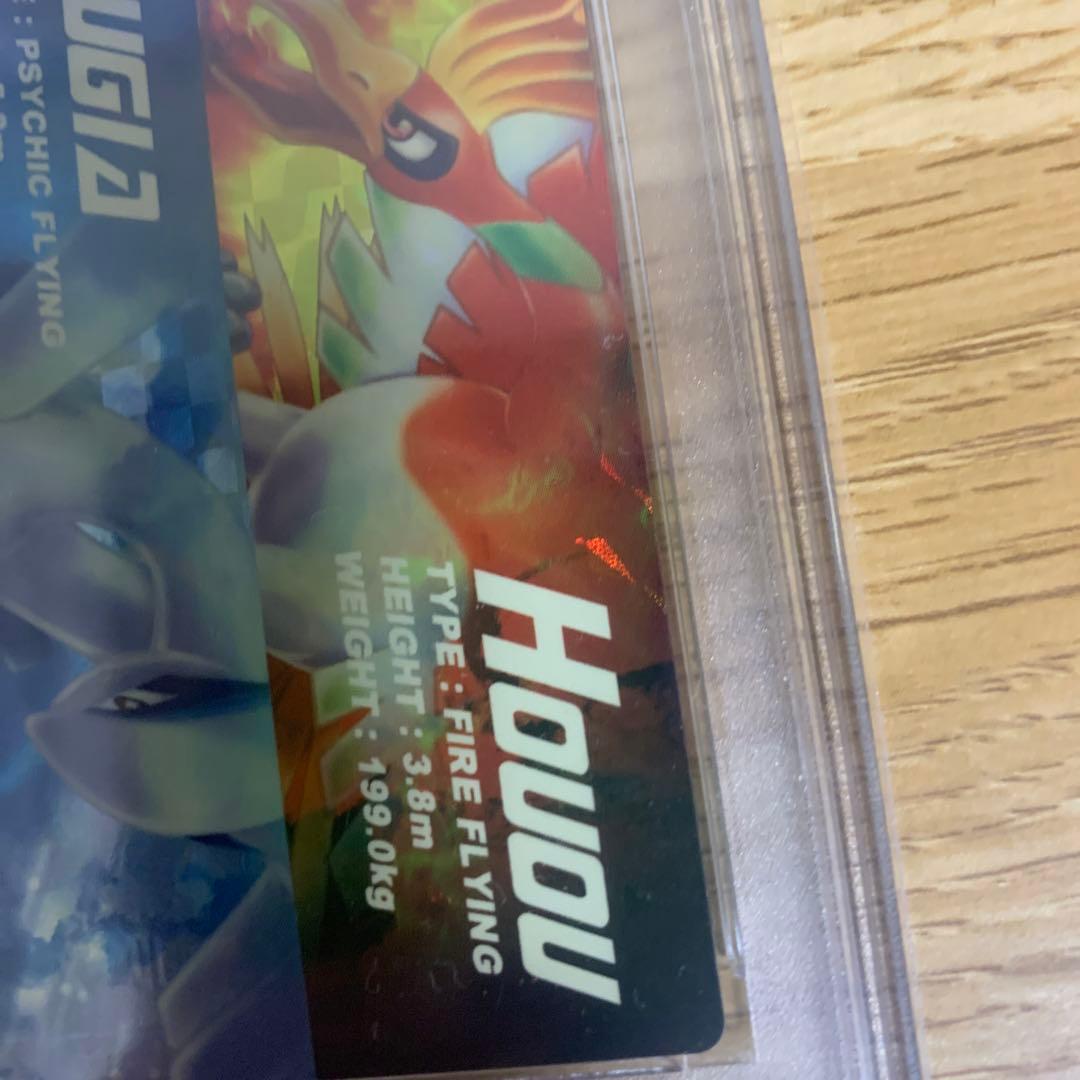 UGIA
: PSYCHIC FLYING
HOUOU
TYPE : FIRE FLYING
HEIGHT : 3.8m
WEIGHT : 199.0kg